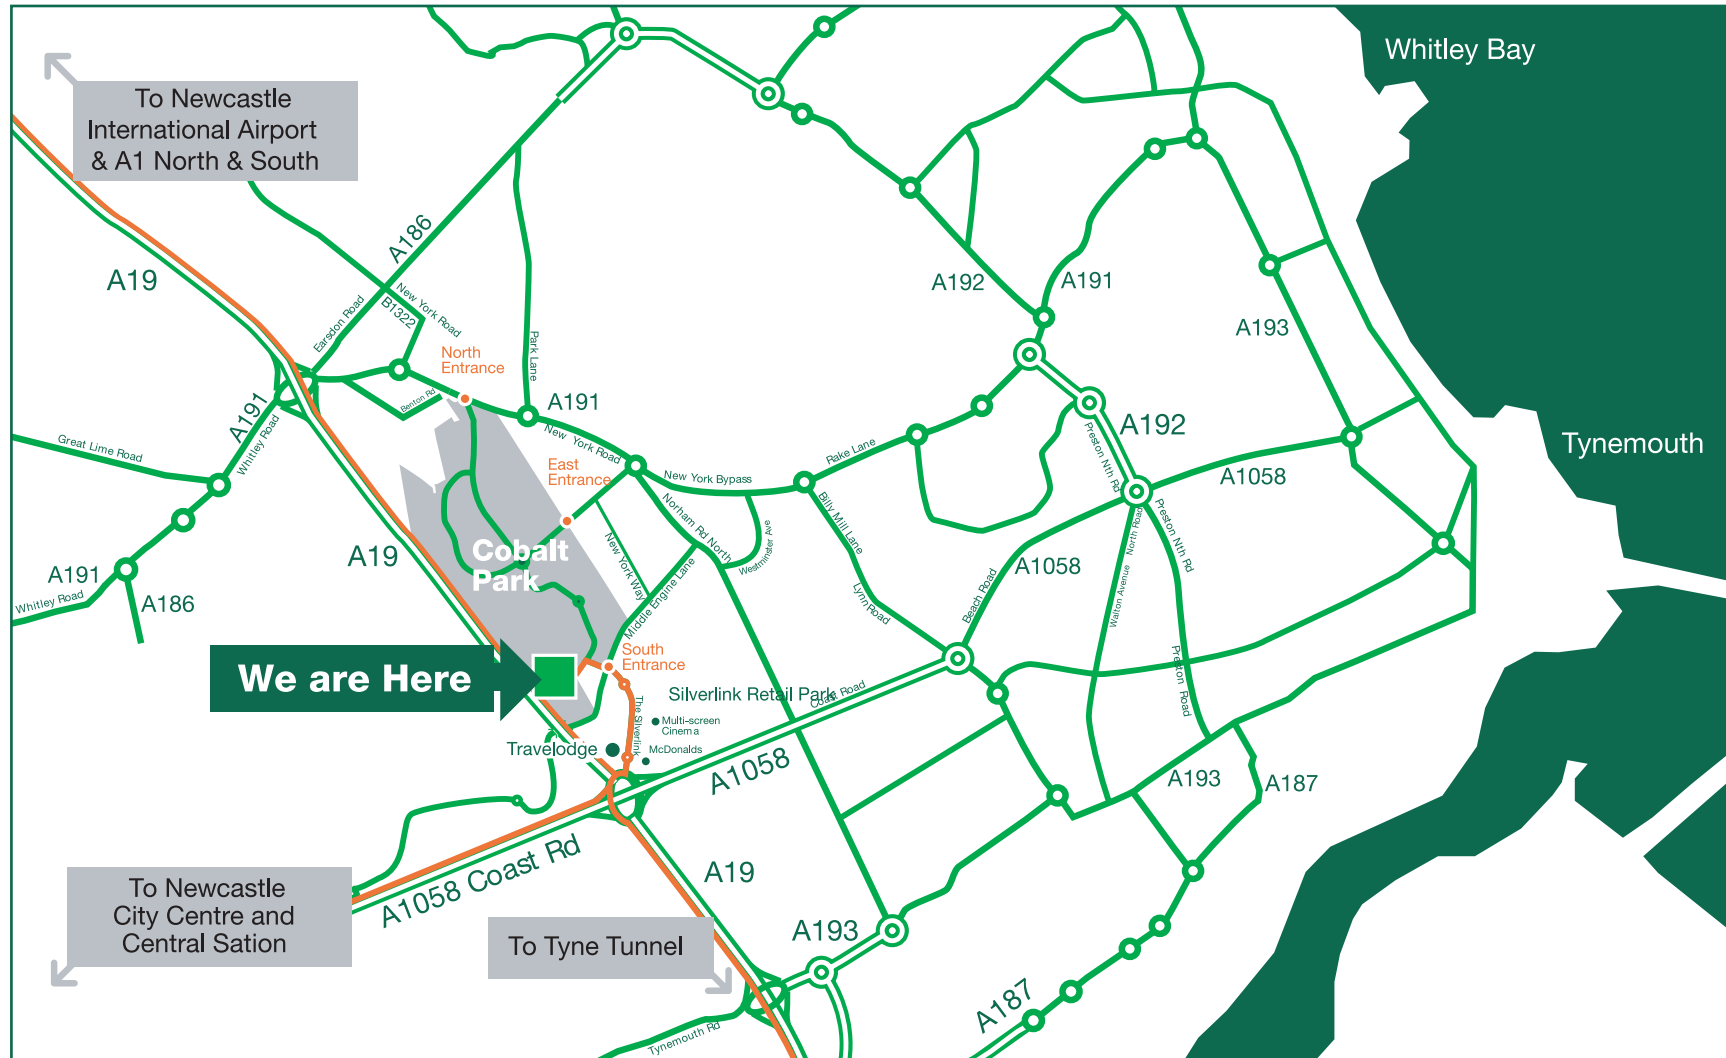 Whitley Bay
To Newcastle
International Airport
& A1 North & South
A186
A19
A192
A191
A193
Earsdon Road
New York Road
B1322
Park Lane
North
Entrance
Benton Rd
A191
A191
Whitley Road
Great Lime Road
New York Road
East
Entrance
New York Bypass
Rake Lane
Preston Nth Rd
A192
A1058
Tynemouth
Norham Rd North
Westminster Ave
Billy Mill Lane
North Road
Preston Nth Rd
A19
Cobalt
Park
New York Way
Middle Engine Lane
Lynn Road
Beach Road
A1058
Walton Avenue
A191
Whitley Road
A186
We are Here
South
Entrance
Silverlink Retail Park
Coast Road
Preston Road
The Silverlink
Multi-screen
Cinema
Travelodge
McDonalds
A1058
A193
A187
A1058 Coast Rd
A19
To Newcastle
City Centre and
Central Sation
To Tyne Tunnel
A193
A187
Tynemouth Rd